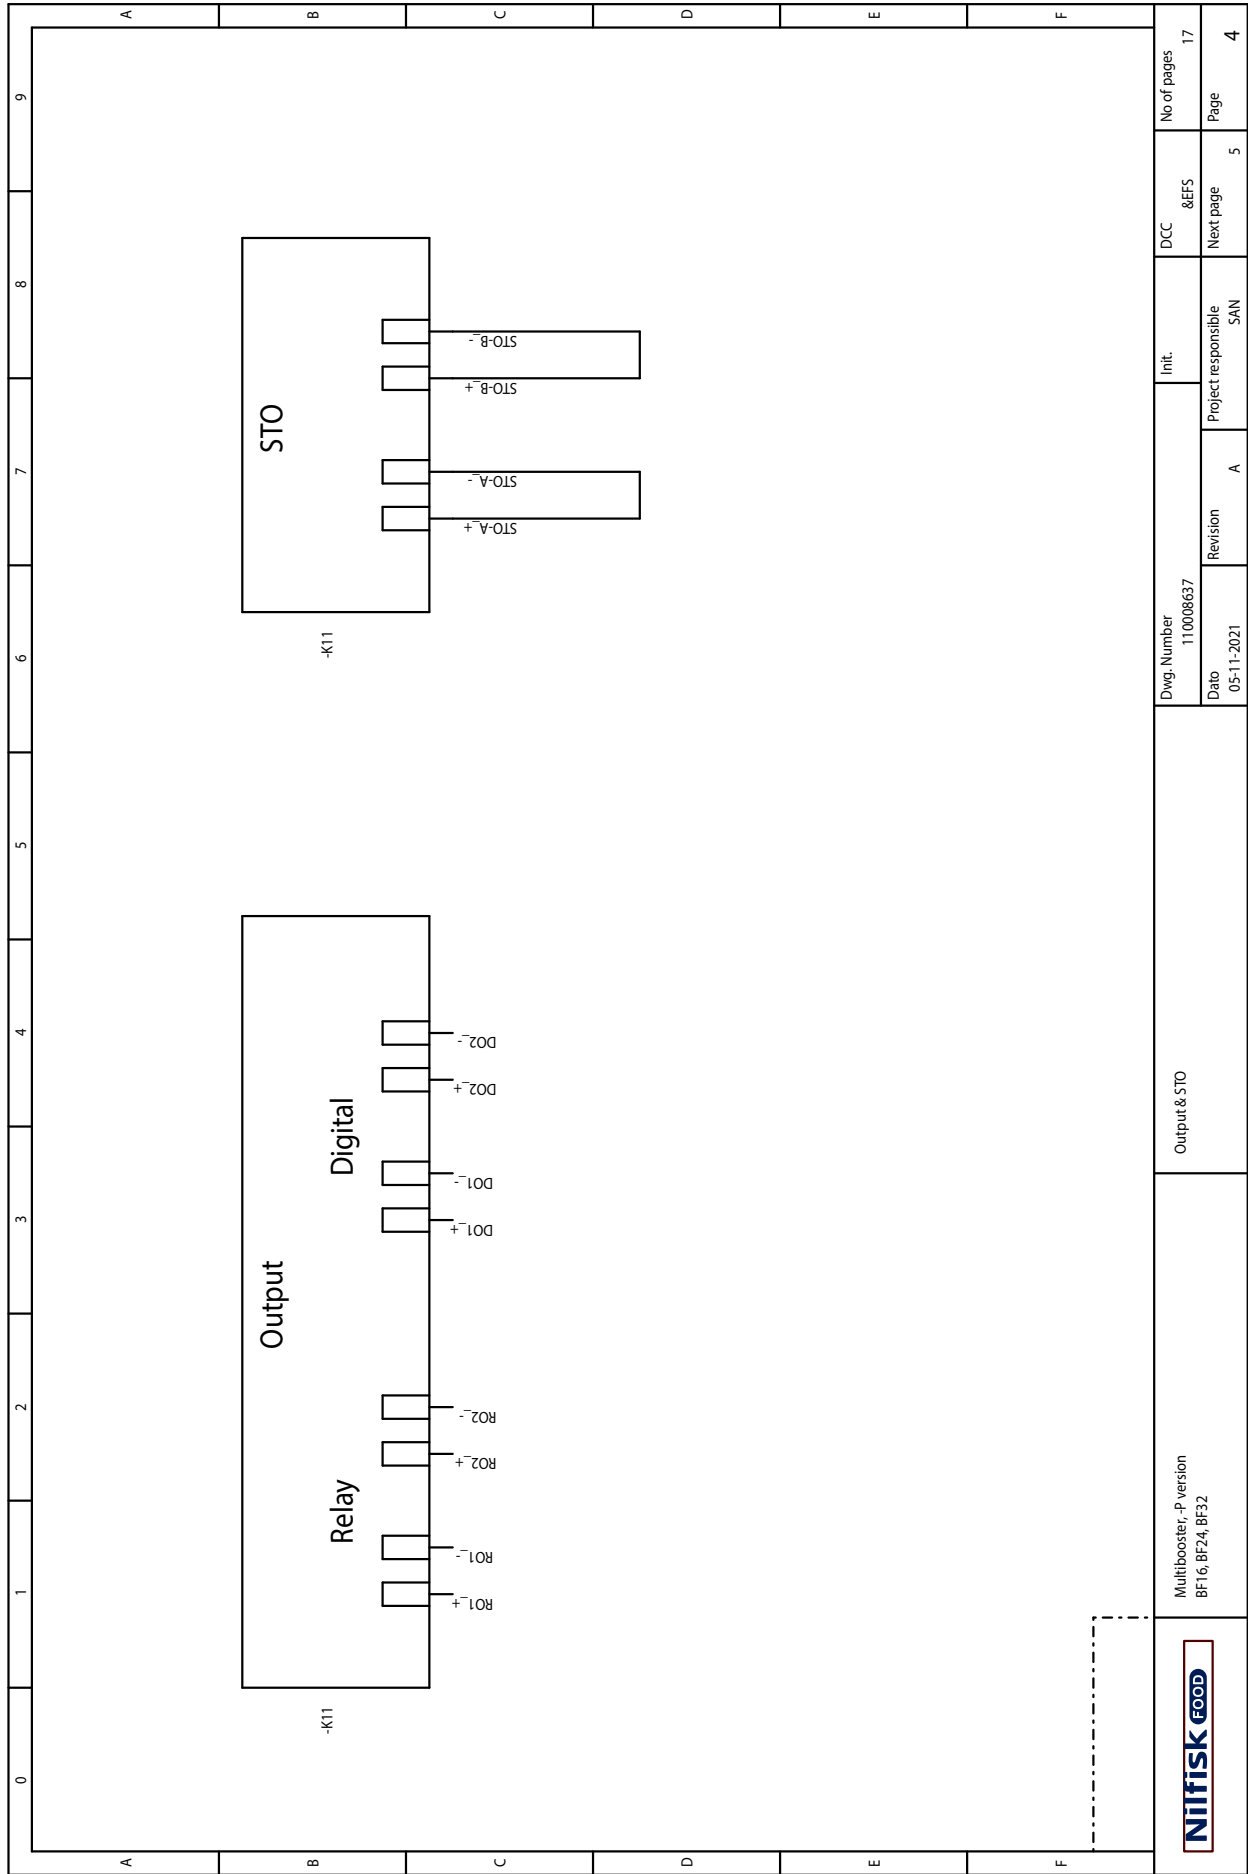 0 1 2 3 4 5 6 7 8 9
A A
B B
C C
D D
E E
F F
Output
STO
Relay
Digital
-K11
-K11
RO1_+
RO1_-
RO2_+
RO2_-
DO1_+
DO1_-
DO2_+
DO2_-
STO-A_+
STO-A_-
STO-B_+
STO-B_-
Nilfisk FOOD
Multibooster, -P version
BF16, BF24, BF32
Output & STO
Dwg. Number
110008637
Init.
DCC
&EFS
No of pages
17
Dato
05-11-2021
Revision
A
Project responsible
SAN
Next page
5
Page
4